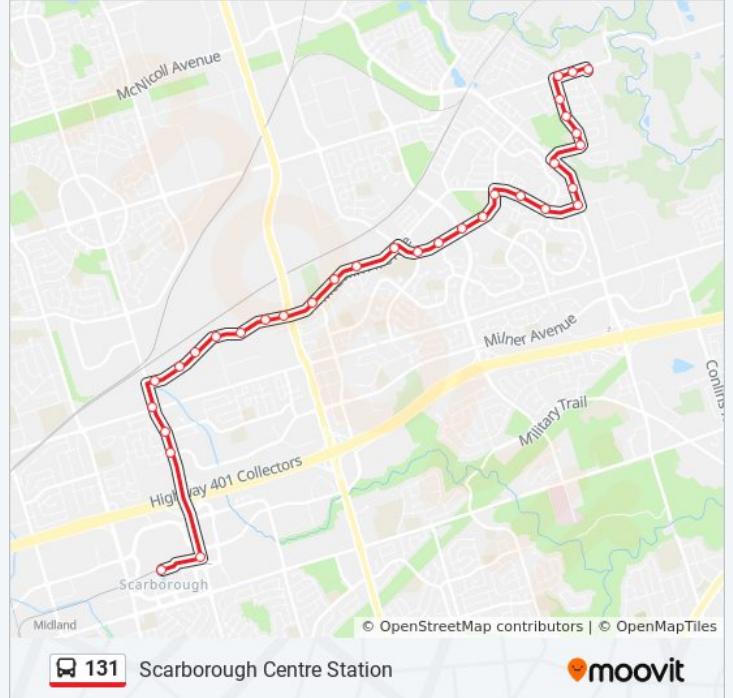 McNicoll Avenue
Milner Avenue
Conlins
Military Trail
Highway 401 Collectors
Scarborough
Midland
© OpenStreetMap contributors | © OpenMapTiles
131 Scarborough Centre Station
moovit